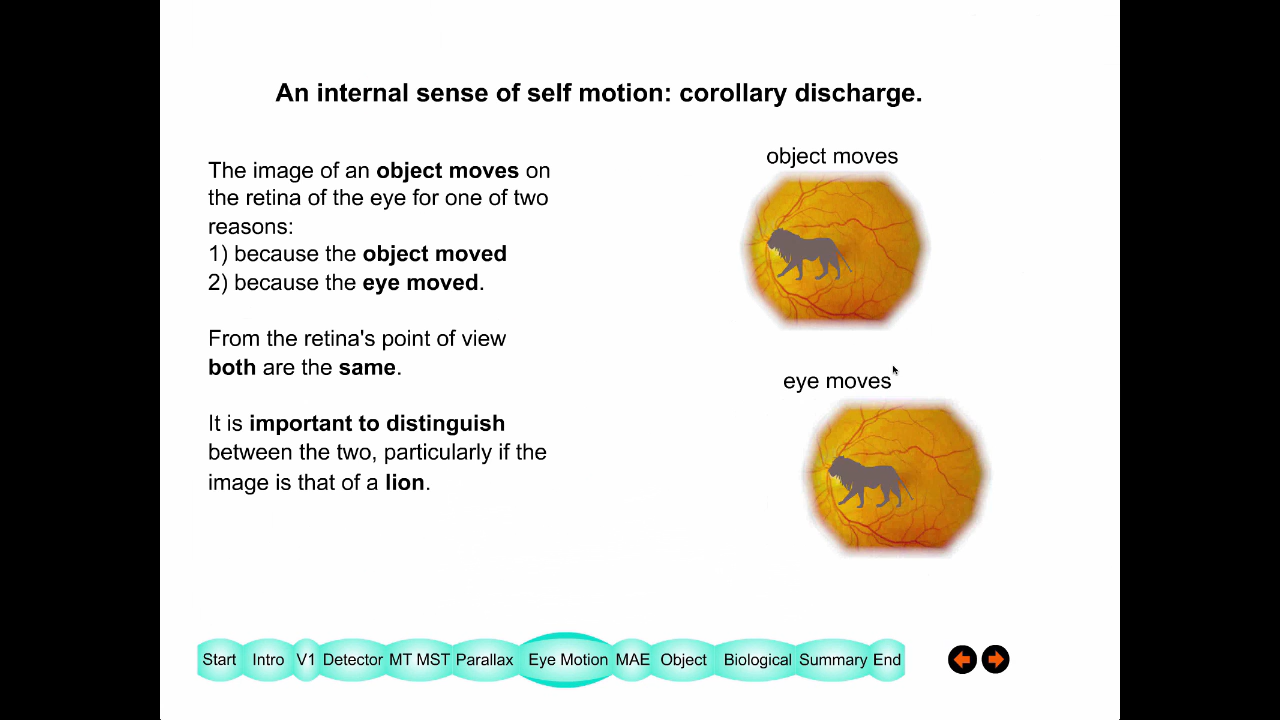 An internal sense of self motion: corollary discharge.
The image of an object moves on
the retina of the eye for one of two
reasons:
1) because the object moved
2) because the eye moved.
From the retina's point of view
both are the same.
It is important to distinguish
between the two, particularly if the
image is that of a lion.
object moves
eye moves
Start Intro V1 Detector MT MST Parallax Eye Motion MAE Object Biological Summary End